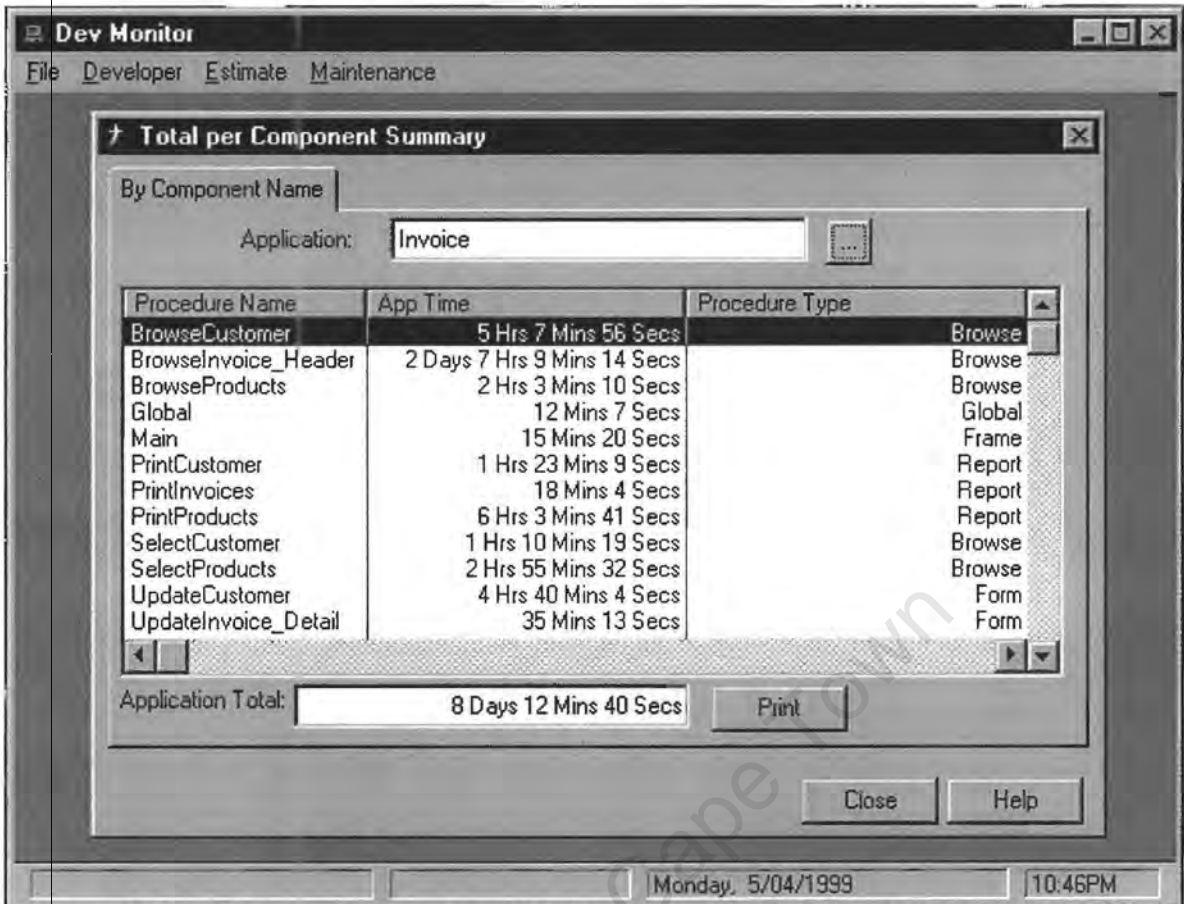 Dev Monitor
File Developer Estimate Maintenance
Total per Component Summary
By Component Name
Application: Invoice ...
Procedure Name App Time Procedure Type
BrowseCustomer 5 Hrs 7 Mins 56 Secs Browse
BrowseInvoice_Header 2 Days 7 Hrs 9 Mins 14 Secs Browse
BrowseProducts 2 Hrs 3 Mins 10 Secs Browse
Global 12 Mins 7 Secs Global
Main 15 Mins 20 Secs Frame
PrintCustomer 1 Hrs 23 Mins 9 Secs Report
PrintInvoices 18 Mins 4 Secs Report
PrintProducts 6 Hrs 3 Mins 41 Secs Report
SelectCustomer 1 Hrs 10 Mins 19 Secs Browse
SelectProducts 2 Hrs 55 Mins 32 Secs Browse
UpdateCustomer 4 Hrs 40 Mins 4 Secs Form
UpdateInvoice_Detail 35 Mins 13 Secs Form
Application Total: 8 Days 12 Mins 40 Secs Print
Close Help
Monday, 5/04/1999 10:46PM
Cape Town